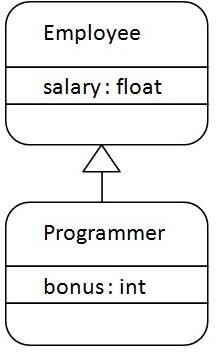 Employee
salary: float
Programmer
bonus: int